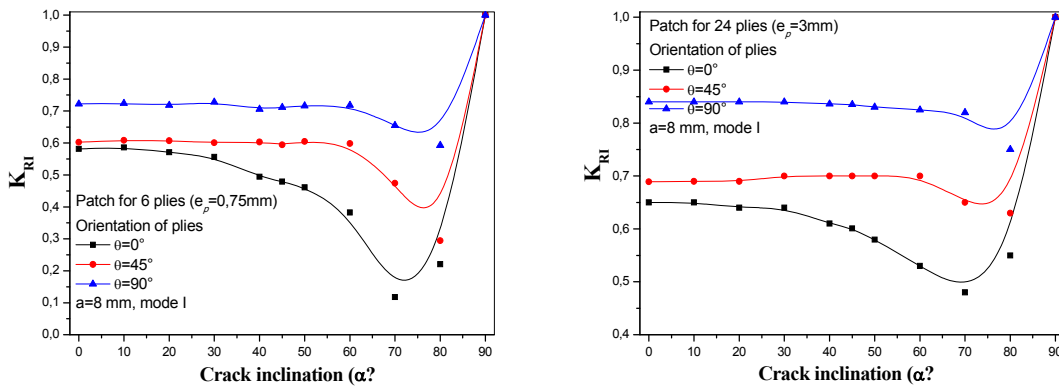 1,0
0,9
0,8
0,7
0,6
0,5
0,4
0,3
0,2
0,1
0,0
K_RI
Patch for 6 plies (e_p=0,75mm)
Orientation of plies
θ=0°
θ=45°
θ=90°
a=8 mm, mode I
0 10 20 30 40 50 60 70 80 90
Crack inclination (α?
1,0
0,9
0,8
0,7
0,6
0,5
0,4
K_RI
Patch for 24 plies (e_p=3mm)
Orientation of plies
θ=0°
θ=45°
θ=90°
a=8 mm, mode I
0 10 20 30 40 50 60 70 80 90
Crack inclination (α?